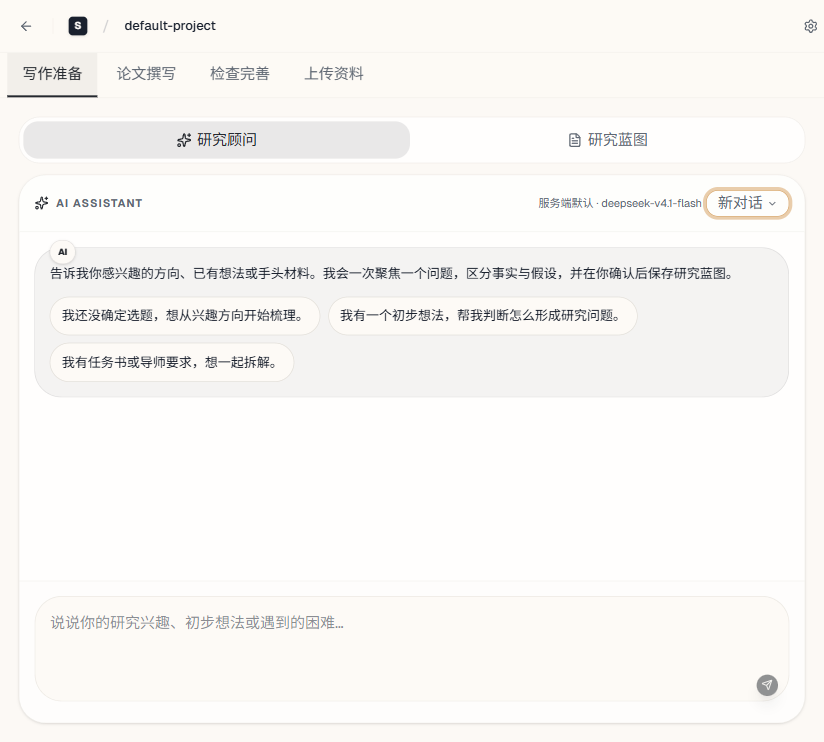 S / default-project
写作准备 论文撰写 检查完善 上传资料
研究顾问 研究蓝图
AI ASSISTANT 服务端默认 · deepseek-v4.1-flash 新对话
AI
告诉我你感兴趣的方向、已有想法或手头材料。我会一次聚焦一个问题，区分事实与假设，并在你确认后保存研究蓝图。
我还没确定选题，想从兴趣方向开始梳理。 我有一个初步想法，帮我判断怎么形成研究问题。
我有任务书或导师要求，想一起拆解。
说说你的研究兴趣、初步想法或遇到的困难…